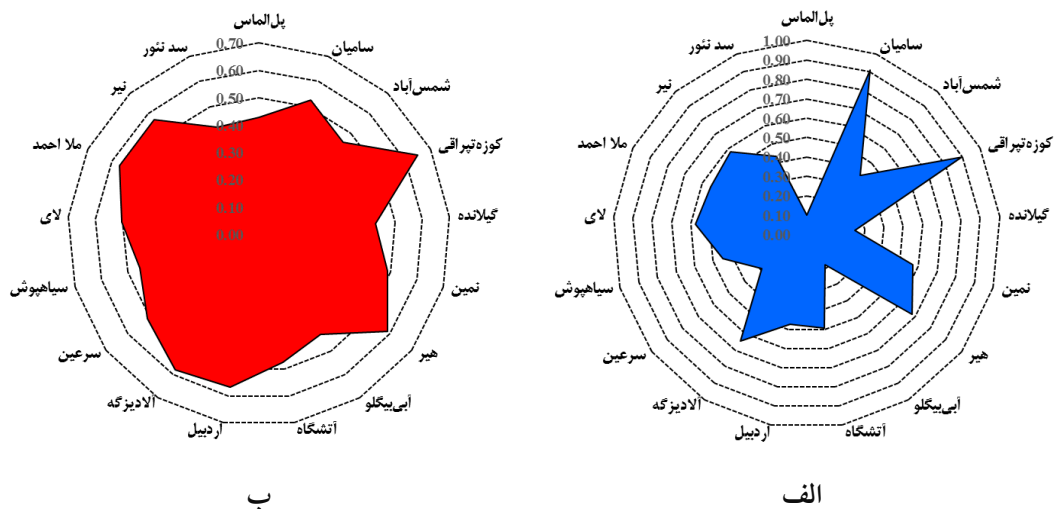 پل‌الماس
سامیان
شمس‌آباد
کوزه‌تپراقی
گیلانده
نمین
هیر
آبی‌بیگلو
آتشگاه
اردبیل
آلادیزگه
سرعین
سیاهپوش
لای
ملا احمد
نیر
سد نئور
1.00
0.90
0.80
0.70
0.60
0.50
0.40
0.30
0.20
0.10
0.00
الف
پل‌الماس
سامیان
شمس‌آباد
کوزه‌تپراقی
گیلانده
نمین
هیر
آبی‌بیگلو
آتشگاه
اردبیل
آلادیزگه
سرعین
سیاهپوش
لای
ملا احمد
نیر
سد نئور
0.70
0.60
0.50
0.40
0.30
0.20
0.10
0.00
ب